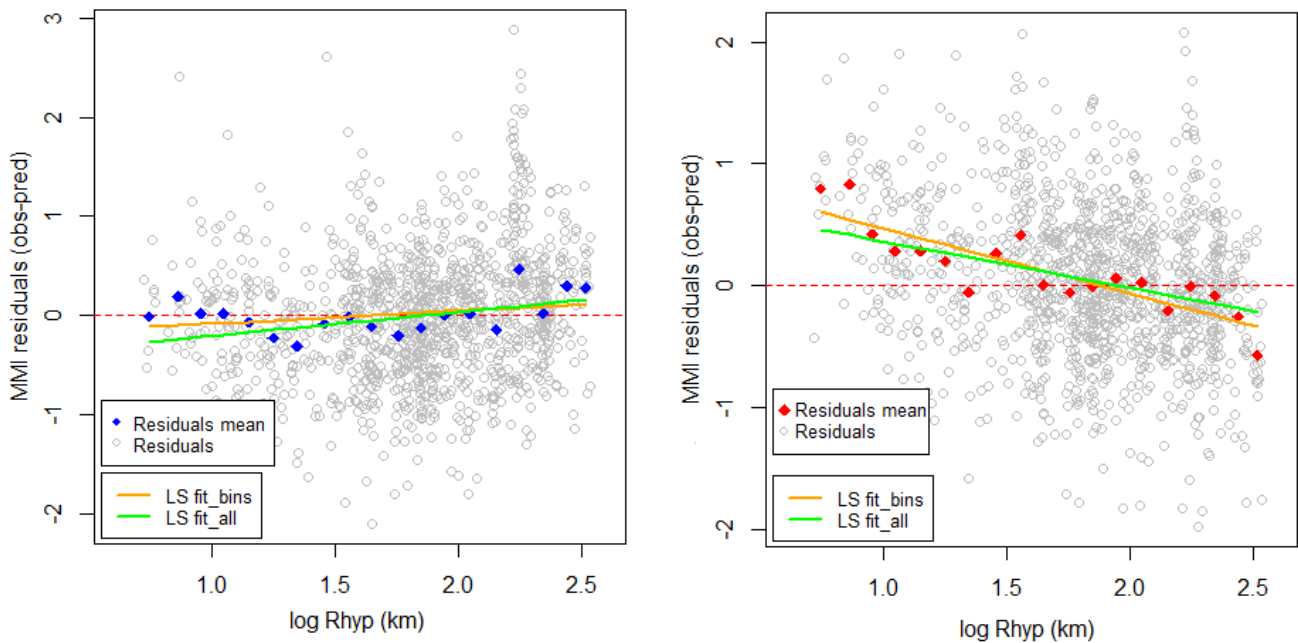 MMI residuals (obs-pred)
3
2
1
0
-1
-2
Residuals mean
Residuals
LS fit_bins
LS fit_all
1.0 1.5 2.0 2.5
log Rhyp (km)
MMI residuals (obs-pred)
2
1
0
-1
-2
Residuals mean
Residuals
LS fit_bins
LS fit_all
1.0 1.5 2.0 2.5
log Rhyp (km)